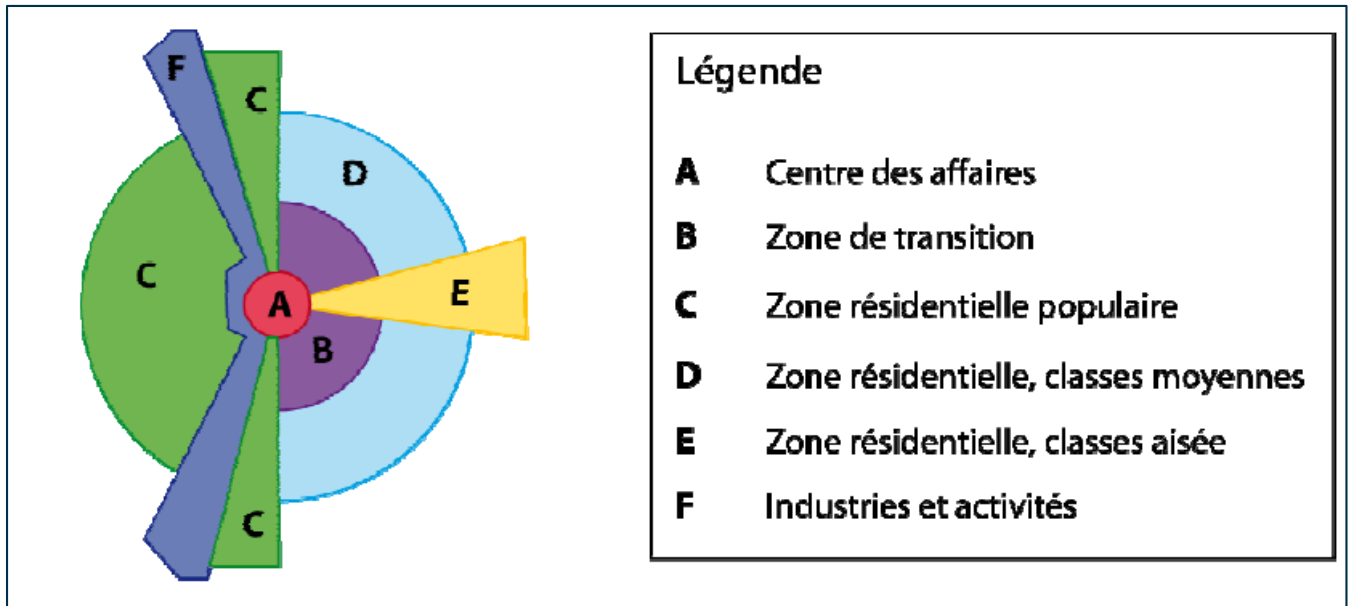 F
C
D
C
E
A
B
C
Légende
A Centre des affaires
B Zone de transition
C Zone résidentielle populaire
D Zone résidentielle, classes moyennes
E Zone résidentielle, classes aisée
F Industries et activités